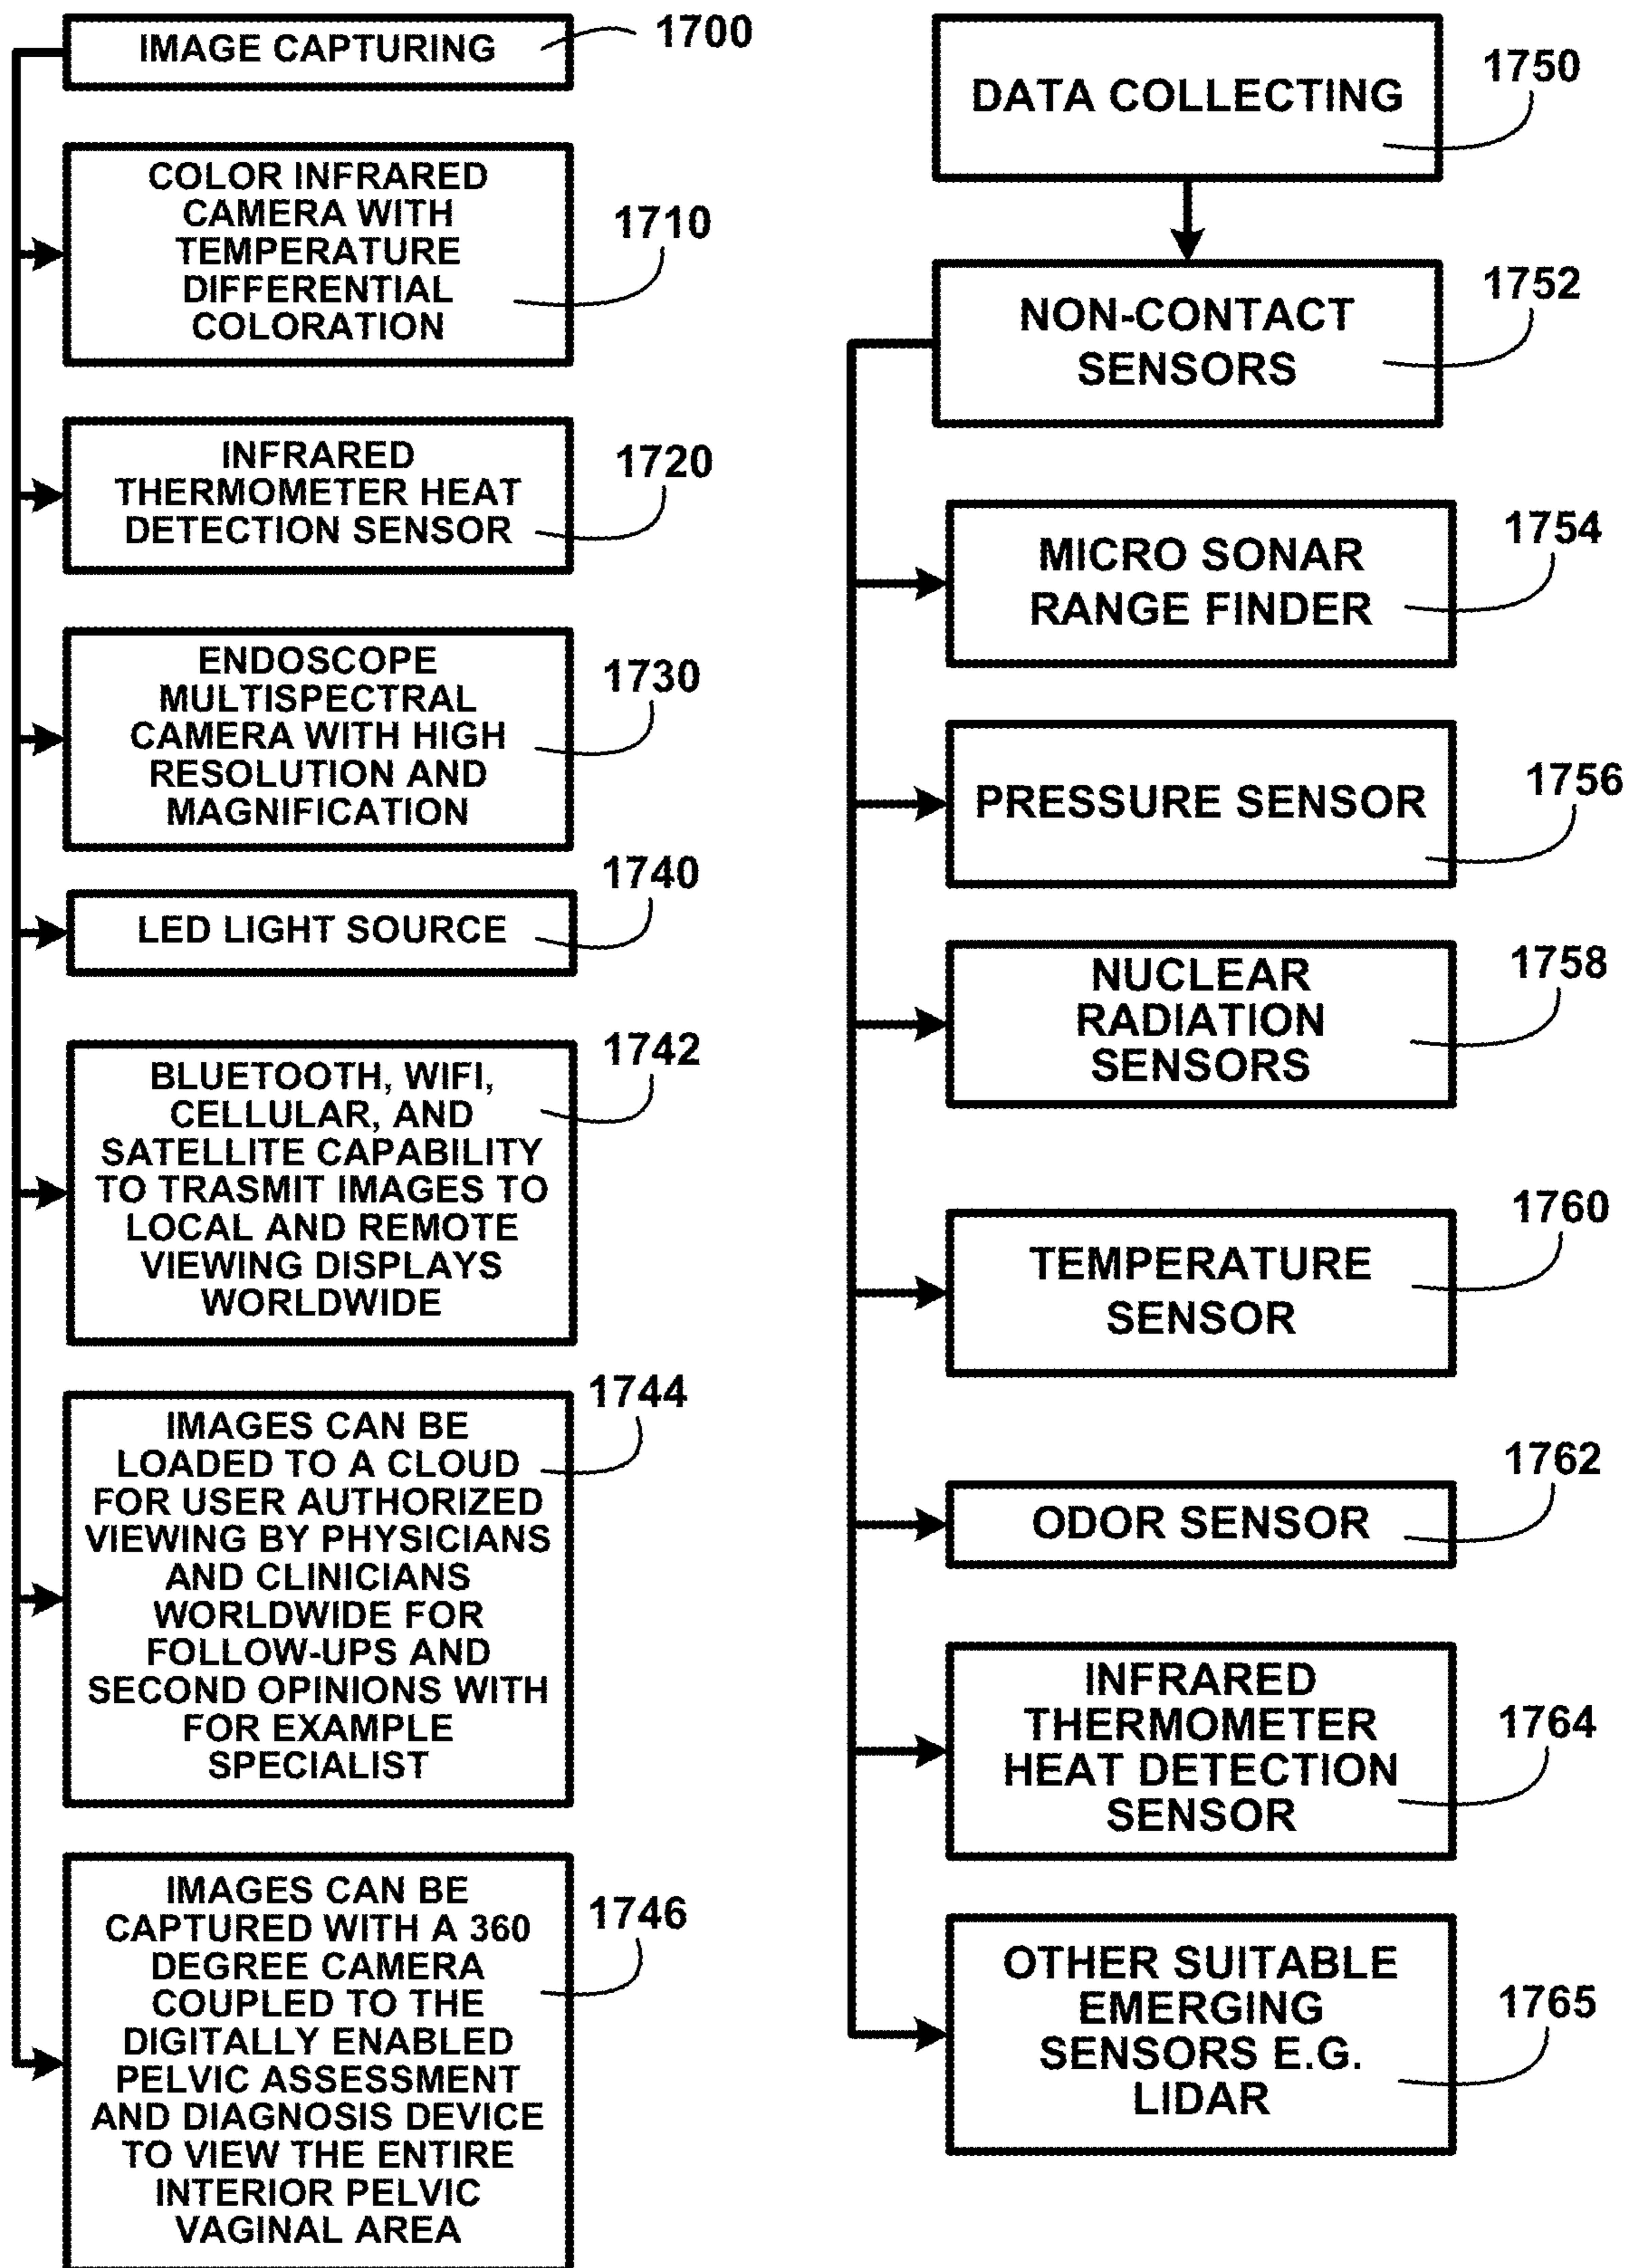 IMAGE CAPTURING
1700
COLOR INFRARED
CAMERA WITH
TEMPERATURE
DIFFERENTIAL
COLORATION
1710
INFRARED
THERMOMETER HEAT
DETECTION SENSOR
1720
ENDOSCOPE
MULTISPECTRAL
CAMERA WITH HIGH
RESOLUTION AND
MAGNIFICATION
1730
LED LIGHT SOURCE
1740
BLUETOOTH, WIFI,
CELLULAR, AND
SATELLITE CAPABILITY
TO TRASMIT IMAGES TO
LOCAL AND REMOTE
VIEWING DISPLAYS
WORLDWIDE
1742
IMAGES CAN BE
LOADED TO A CLOUD
FOR USER AUTHORIZED
VIEWING BY PHYSICIANS
AND CLINICIANS
WORLDWIDE FOR
FOLLOW-UPS AND
SECOND OPINIONS WITH
FOR EXAMPLE
SPECIALIST
1744
IMAGES CAN BE
CAPTURED WITH A 360
DEGREE CAMERA
COUPLED TO THE
DIGITALLY ENABLED
PELVIC ASSESSMENT
AND DIAGNOSIS DEVICE
TO VIEW THE ENTIRE
INTERIOR PELVIC
VAGINAL AREA
1746
DATA COLLECTING
1750
NON-CONTACT
SENSORS
1752
MICRO SONAR
RANGE FINDER
1754
PRESSURE SENSOR
1756
NUCLEAR
RADIATION
SENSORS
1758
TEMPERATURE
SENSOR
1760
ODOR SENSOR
1762
INFRARED
THERMOMETER
HEAT DETECTION
SENSOR
1764
OTHER SUITABLE
EMERGING
SENSORS E.G.
LIDAR
1765